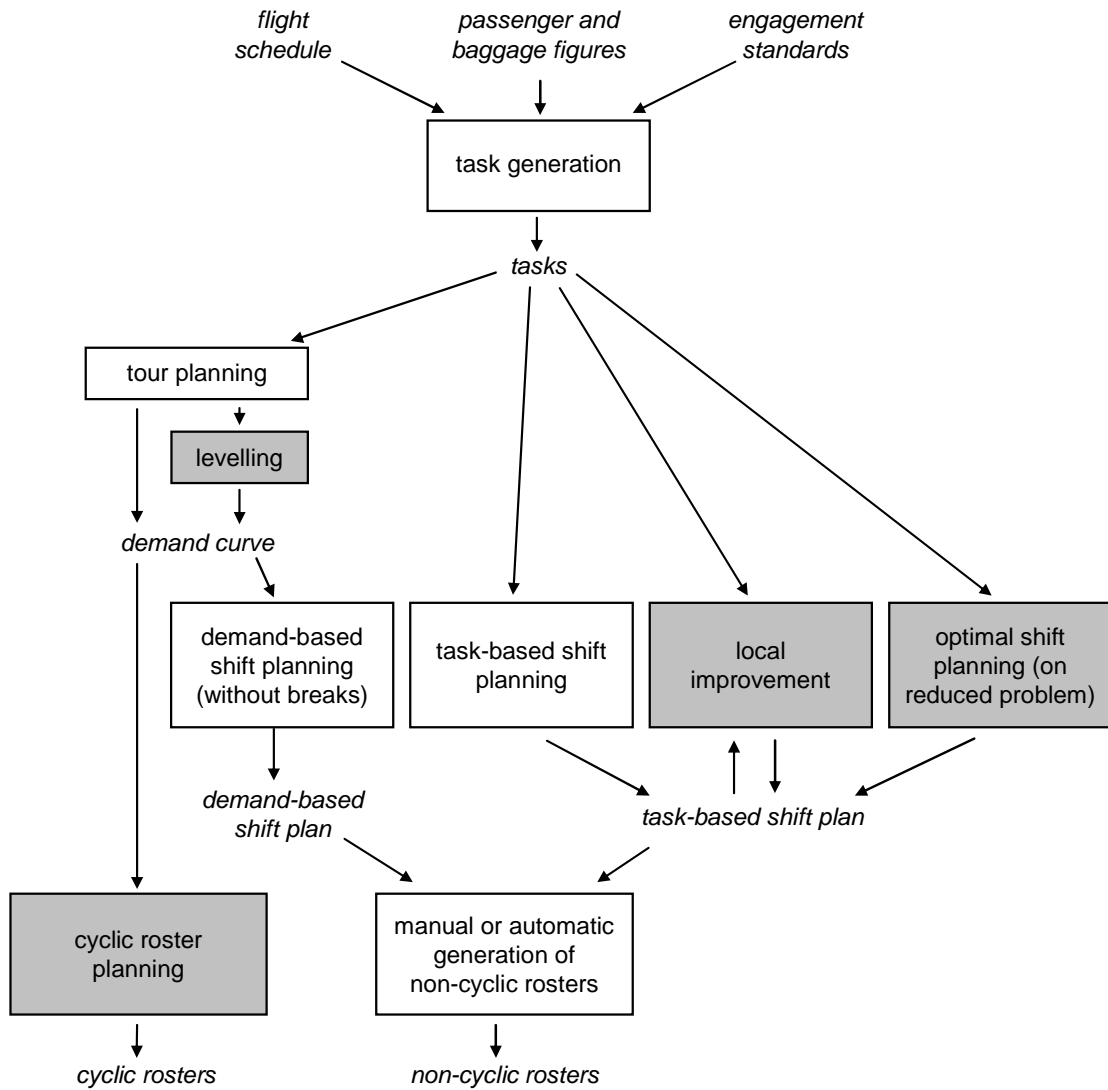 flight
schedule
passenger and
baggage figures
engagement
standards
task generation
tasks
tour planning
levelling
demand curve
demand-based
shift planning
(without breaks)
task-based shift
planning
local
improvement
optimal shift
planning (on
reduced problem)
demand-based
shift plan
task-based shift plan
cyclic roster
planning
manual or automatic
generation of
non-cyclic rosters
cyclic rosters
non-cyclic rosters